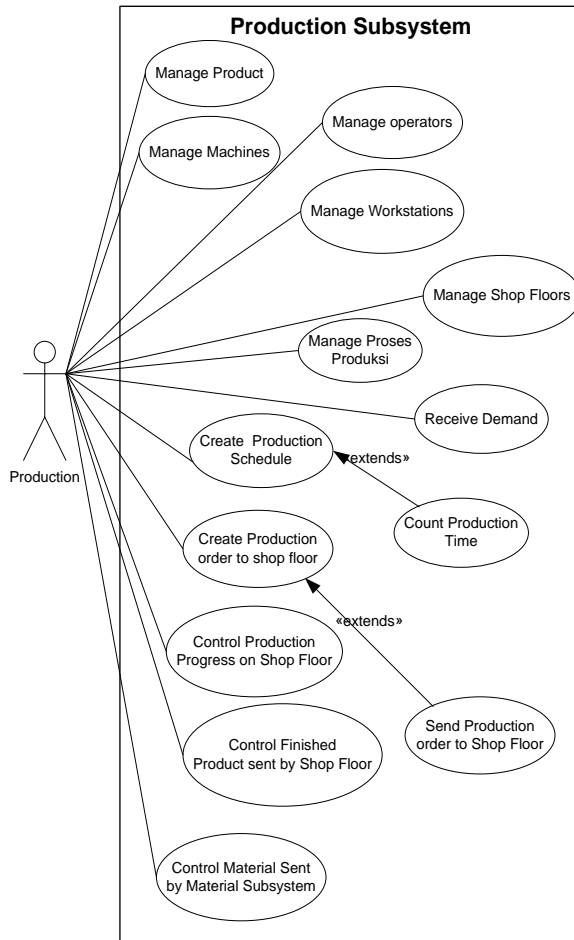 Production Subsystem
Manage Product
Manage operators
Manage Machines
Manage Workstations
Manage Shop Floors
Manage Proses
Produksi
Receive Demand
Create Production
Schedule
«extends»
Count Production
Time
Production
Create Production
order to shop floor
«extends»
Control Production
Progress on Shop Floor
Send Production
order to Shop Floor
Control Finished
Product sent by Shop Floor
Control Material Sent
by Material Subsystem